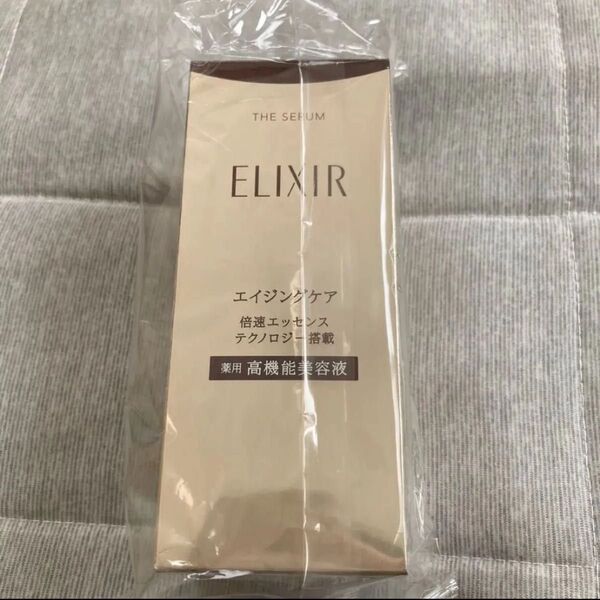 THE SERUM
ELIXIR
エイジングケア
倍速エッセンス
テクノロジー搭載
薬用 高機能美容液